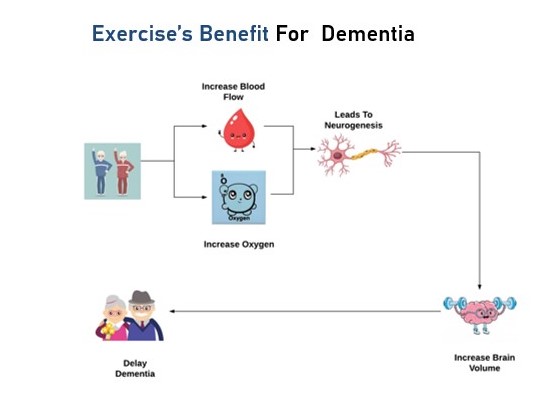 Exercise's Benefit For Dementia
Increase Blood
Flow
Leads To
Neurogenesis
Oxygen
Increase Oxygen
Delay
Dementia
Increase Brain
Volume